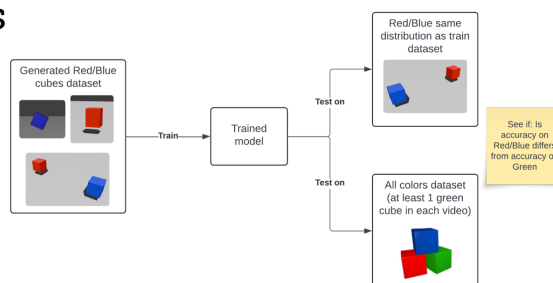 Generated Red/Blue
cubes dataset
Train
Trained
model
Test on
Test on
Red/Blue same
distribution as train
dataset
All colors dataset
(at least 1 green
cube in each video)
See if: Is
accuracy on
Red/Blue differs
from accuracy
Green